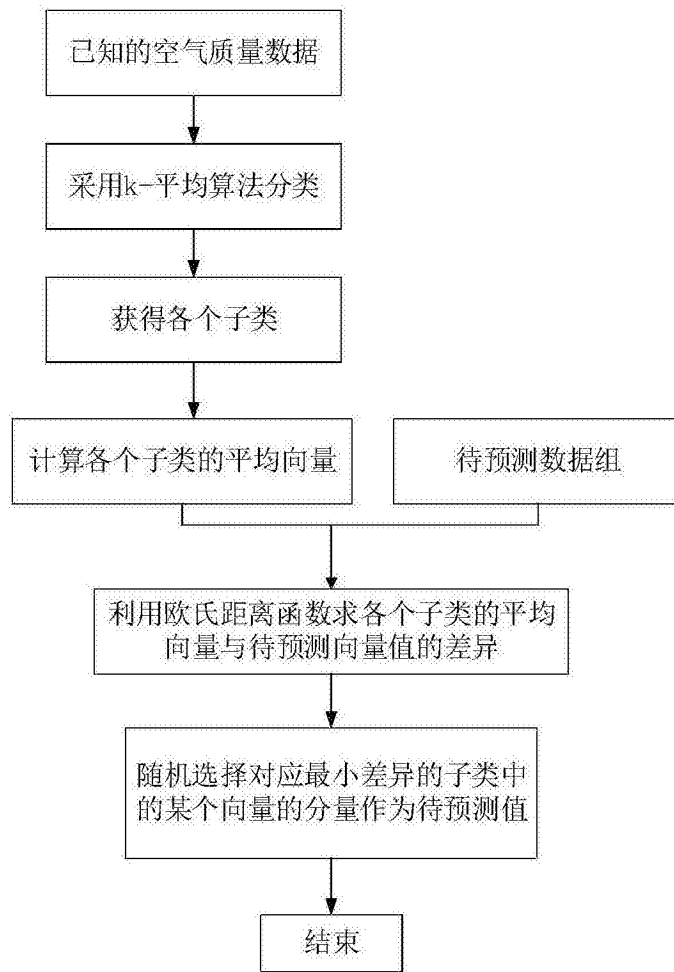 已知的空气质量数据
采用k-平均算法分类
获得各个子类
计算各个子类的平均向量
待预测数据组
利用欧氏距离函数求各个子类的平均
向量与待预测向量值的差异
随机选择对应最小差异的子类中
的某个向量的分量作为待预测值
结束